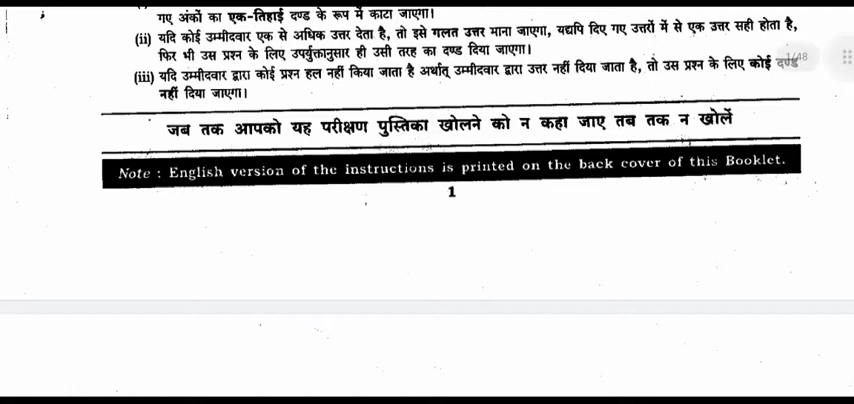 गए अंकों का एक-तिहाई दण्ड के रूप में काटा जाएगा।
(ii) यदि कोई उम्मीदवार एक से अधिक उत्तर देता है, तो इसे गलत उत्तर माना जाएगा, यद्यपि दिए गए उत्तरों में से एक उत्तर सही होता है,
फिर भी उस प्रश्न के लिए उपर्युक्तानुसार ही उसी तरह का दण्ड दिया जाएगा।
(iii) यदि उम्मीदवार द्वारा कोई प्रश्न हल नहीं किया जाता है अर्थात् उम्मीदवार द्वारा उत्तर नहीं दिया जाता है, तो उस प्रश्न के लिए कोई दण्ड
1/48
नहीं दिया जाएगा।
जब तक आपको यह परीक्षण पुस्तिका खोलने को न कहा जाए तब तक न खोलें
Note : English version of the instructions is printed on the back cover of this Booklet.
1